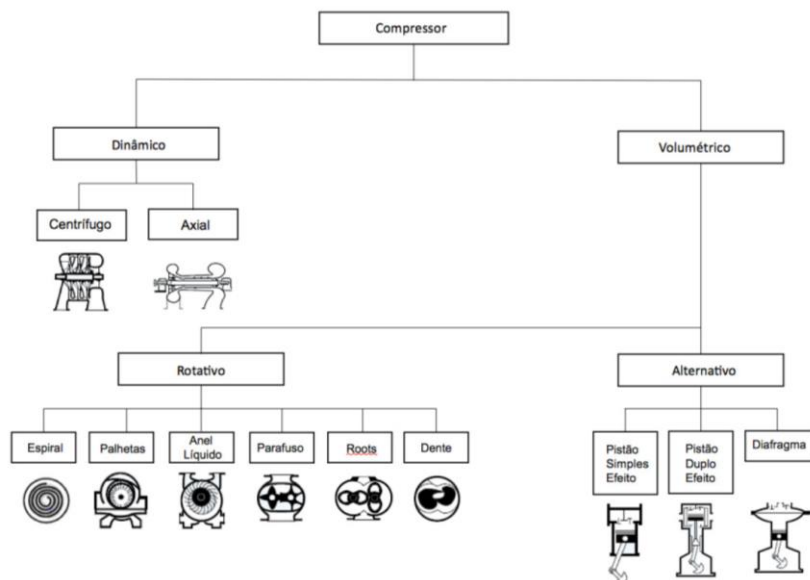 Compressor
Dinâmico
Volumétrico
Centrífugo
Axial
Rotativo
Alternativo
Espiral
Palhetas
Anel
Líquido
Parafuso
Roots
Dente
Pistão
Simples
Efeito
Pistão
Duplo
Efeito
Diafragma